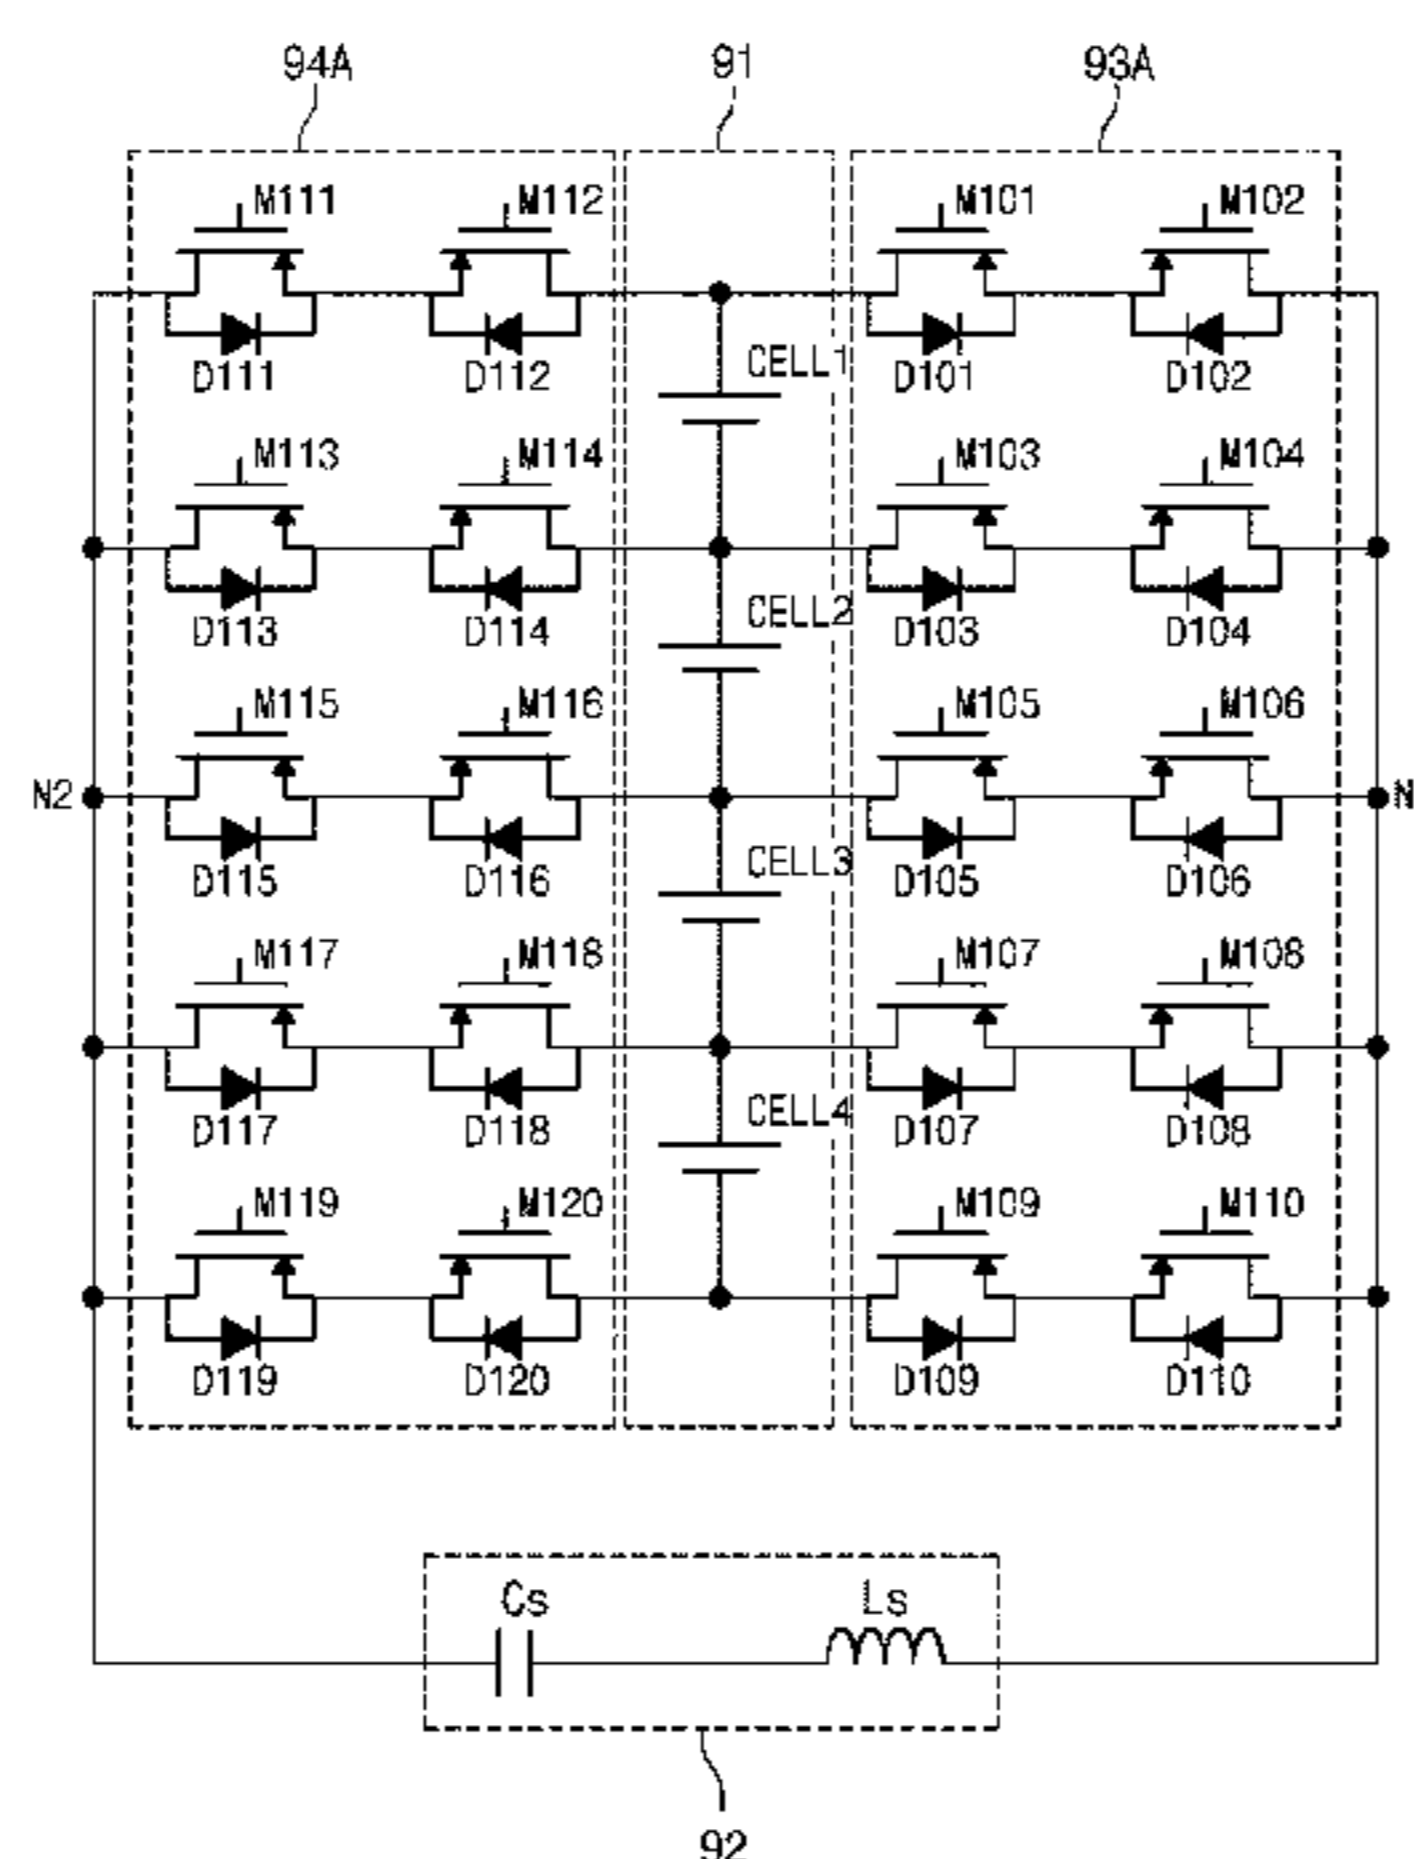 94A 91 93A
M111 M112 M101 M102
CELL1
D111 D112 D101 D102
M113 M114 M103 M104
CELL2
D113 D114 D103 D104
M115 M116 M105 M106
N2 N
CELL3
D115 D116 D105 D106
M117 M118 M107 M108
CELL4
D117 D118 D107 D108
M119 M120 M109 M110
D119 D120 D109 D110
Cs Ls
92